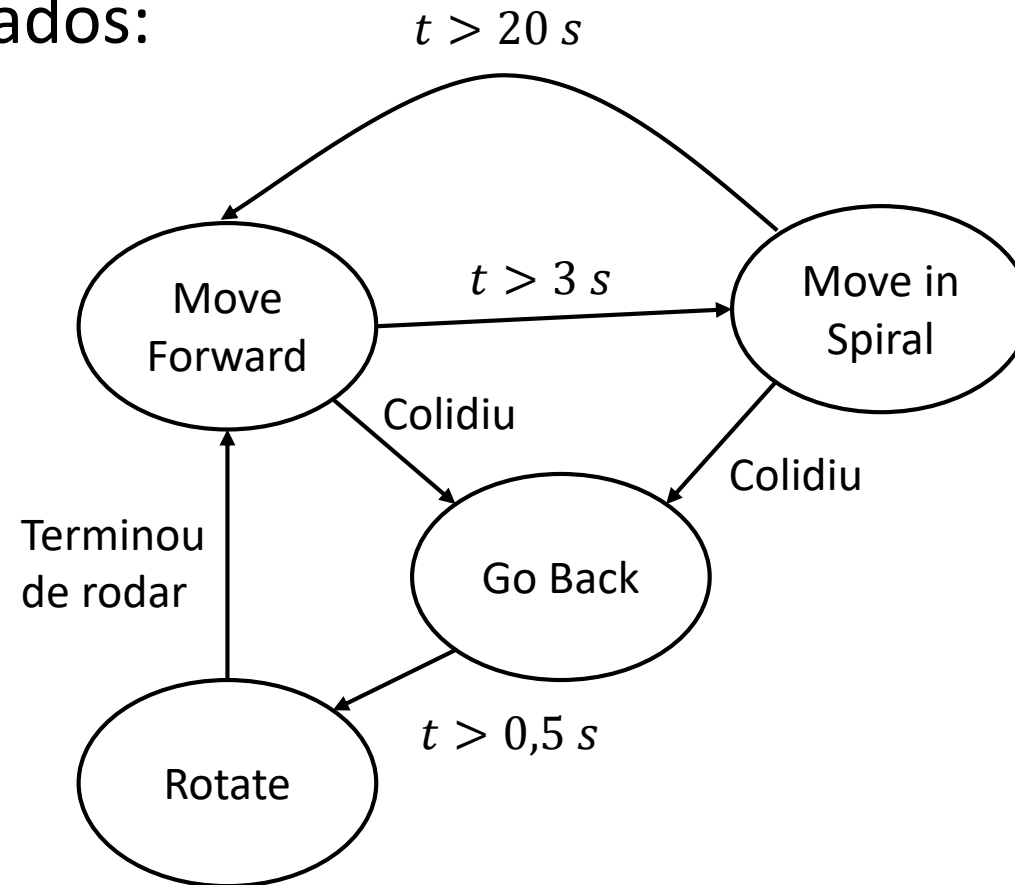 ados:
t > 20 s
Move
Forward
t > 3 s
Move in
Spiral
Colidiu
Colidiu
Terminou
de rodar
Go Back
t > 0,5 s
Rotate